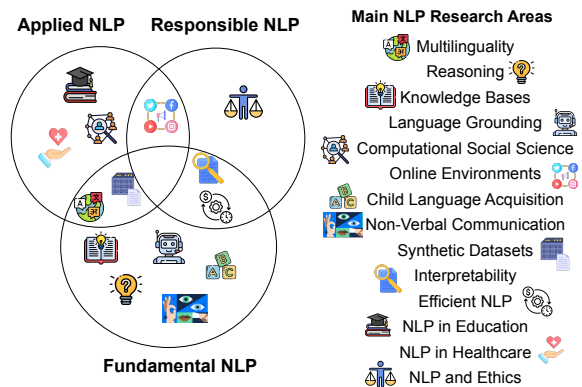 Applied NLP
Responsible NLP
Fundamental NLP
Main NLP Research Areas
Multilinguality
Reasoning
Knowledge Bases
Language Grounding
Computational Social Science
Online Environments
Child Language Acquisition
Non-Verbal Communication
Synthetic Datasets
Interpretability
Efficient NLP
NLP in Education
NLP in Healthcare
NLP and Ethics